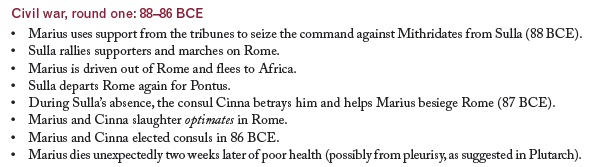 Civil war, round one: 88–86 BCE
• Marius uses support from the tribunes to seize the command against Mithridates from Sulla (88 BCE).
• Sulla rallies supporters and marches on Rome.
• Marius is driven out of Rome and flees to Africa.
• Sulla departs Rome again for Pontus.
• During Sulla's absence, the consul Cinna betrays him and helps Marius besiege Rome (87 BCE).
• Marius and Cinna slaughter optimates in Rome.
• Marius and Cinna elected consuls in 86 BCE.
• Marius dies unexpectedly two weeks later of poor health (possibly from pleurisy, as suggested in Plutarch).